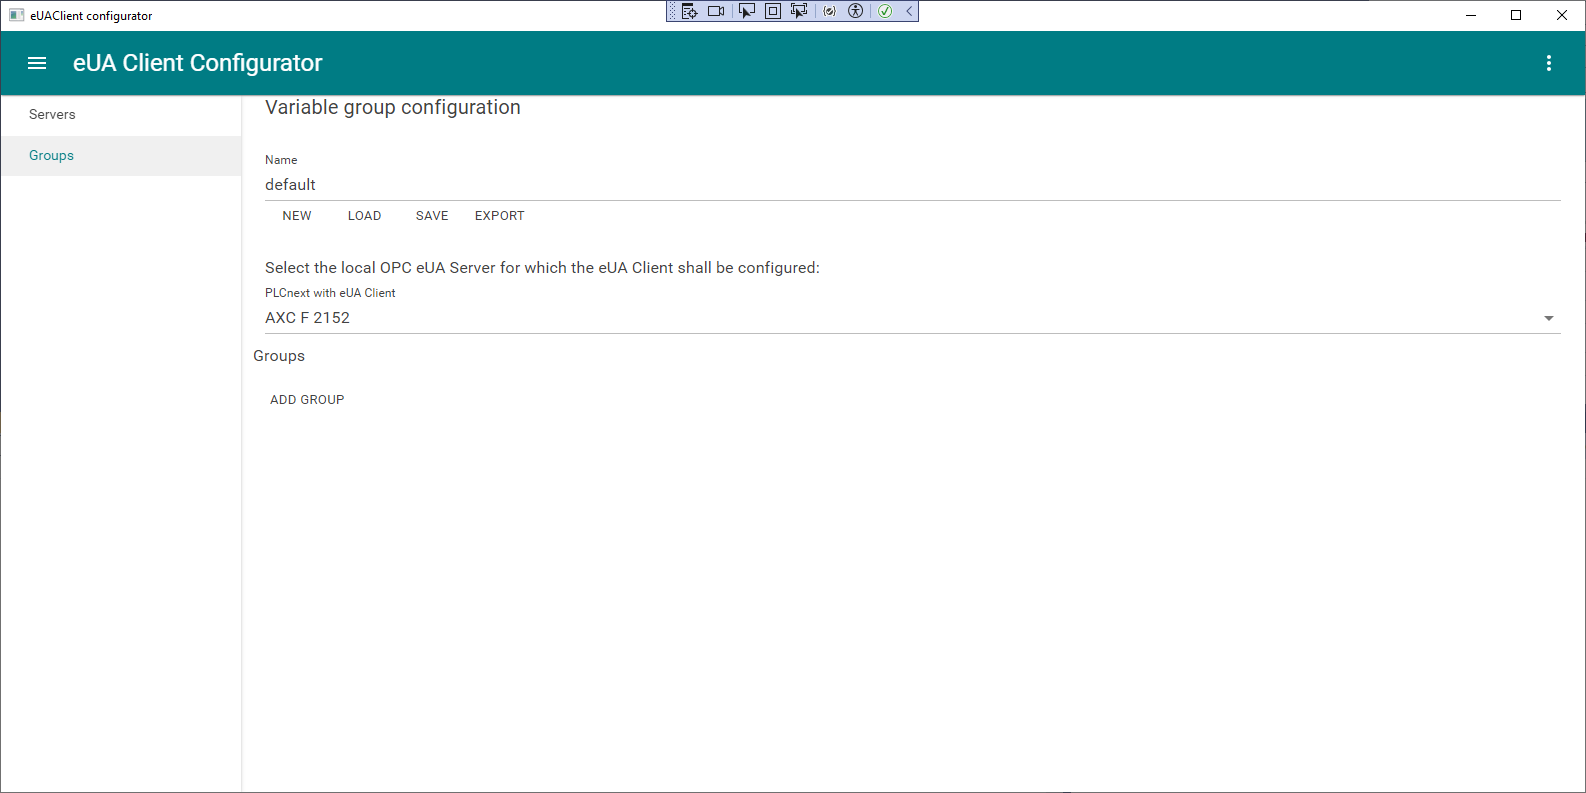 eUAClient configurator
eUA Client Configurator
Servers
Groups
Variable group configuration
Name
default
NEW LOAD SAVE EXPORT
Select the local OPC eUA Server for which the eUA Client shall be configured:
PLCnext with eUA Client
AXC F 2152
Groups
ADD GROUP